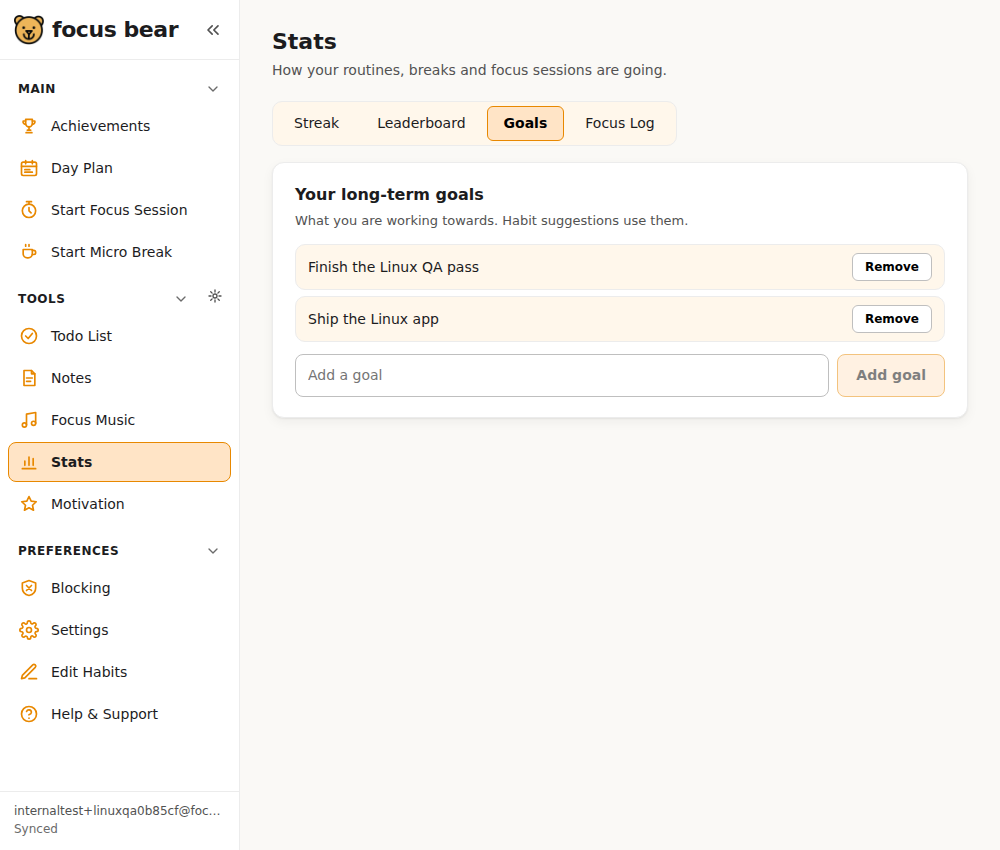 focus bear
MAIN
Achievements
Day Plan
Start Focus Session
Start Micro Break
TOOLS
Todo List
Notes
Focus Music
Stats
Motivation
PREFERENCES
Blocking
Settings
Edit Habits
Help & Support
internaltest+linuxqa0b85cf@foc...
Synced
Stats
How your routines, breaks and focus sessions are going.
Streak Leaderboard Goals Focus Log
Your long-term goals
What you are working towards. Habit suggestions use them.
Finish the Linux QA pass Remove
Ship the Linux app Remove
Add a goal Add goal